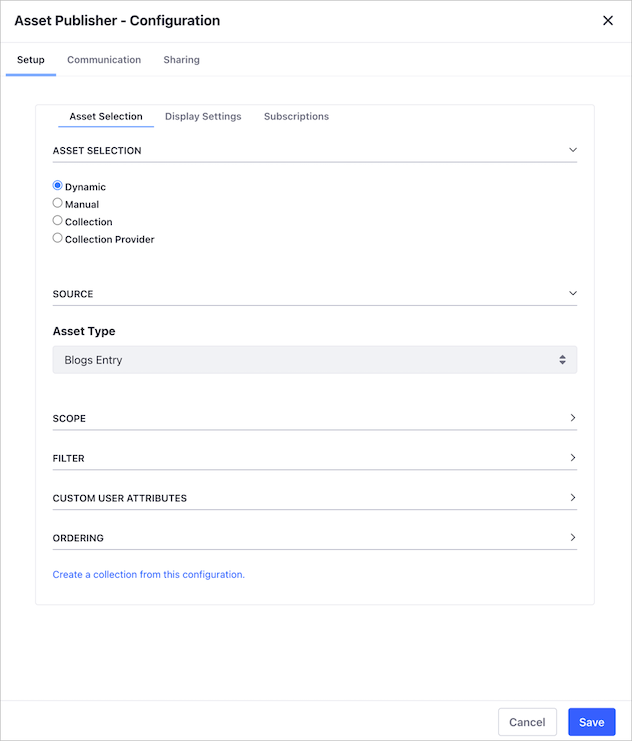 Asset Publisher - Configuration
Setup Communication Sharing
Asset Selection Display Settings Subscriptions
ASSET SELECTION
Dynamic
Manual
Collection
Collection Provider
SOURCE
Asset Type
Blogs Entry
SCOPE
FILTER
CUSTOM USER ATTRIBUTES
ORDERING
Create a collection from this configuration.
Cancel Save